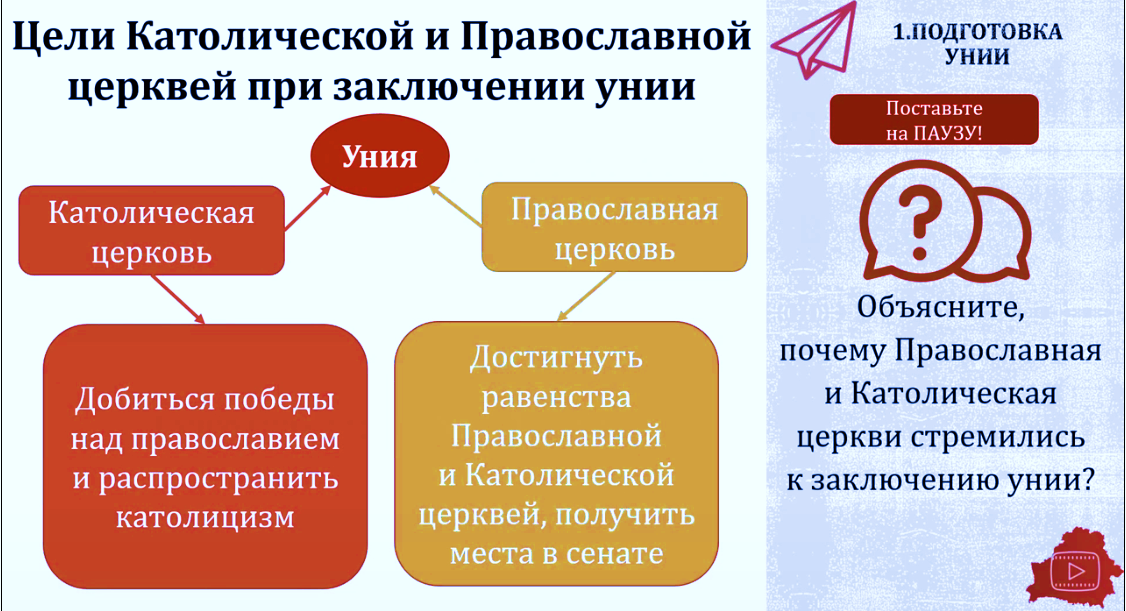 Цели Католической и Православной
церквей при заключении унии
Уния
Католическая
церковь
Православная
церковь
Добиться победы
над православием
и распространить
католицизм
Достигнуть
равенства
Православной
и Католической
церквей, получить
места в сенате
1.ПОДГОТОВКА
УНИИ
Поставьте
на ПАУЗУ!
?
Объясните,
почему Православная
и Католическая
церкви стремились
к заключению унии?